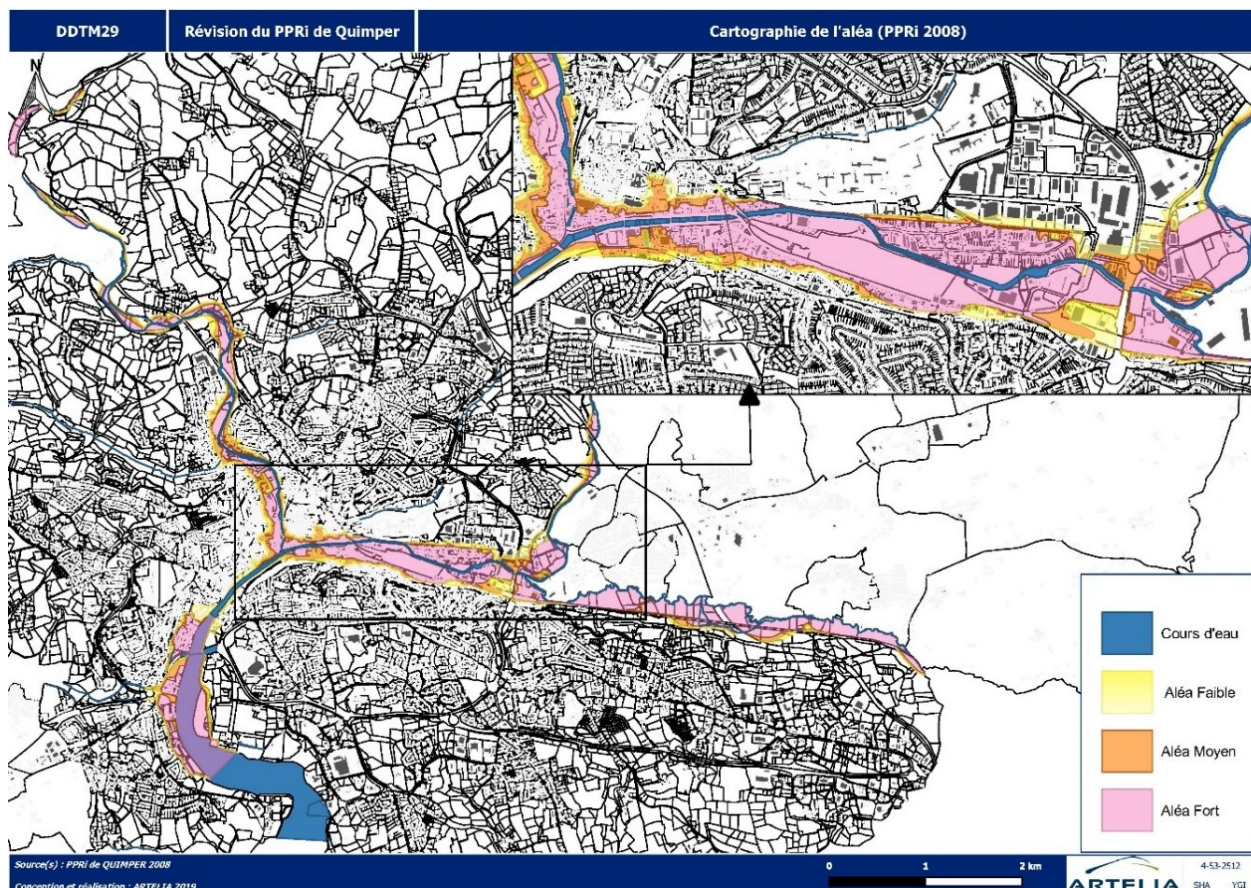 DDTM29
Révision du PPRi de Quimper
Cartographie de l'aléa (PPRi 2008)
N
Cours d'eau
Aléa Faible
Aléa Moyen
Aléa Fort
Source(s) : PPRi de QUIMPER 2008
Conception et réalisation : ARTELIA 2019
0 1 2 km
ARTELIA
4-53-2512
SHA YGT